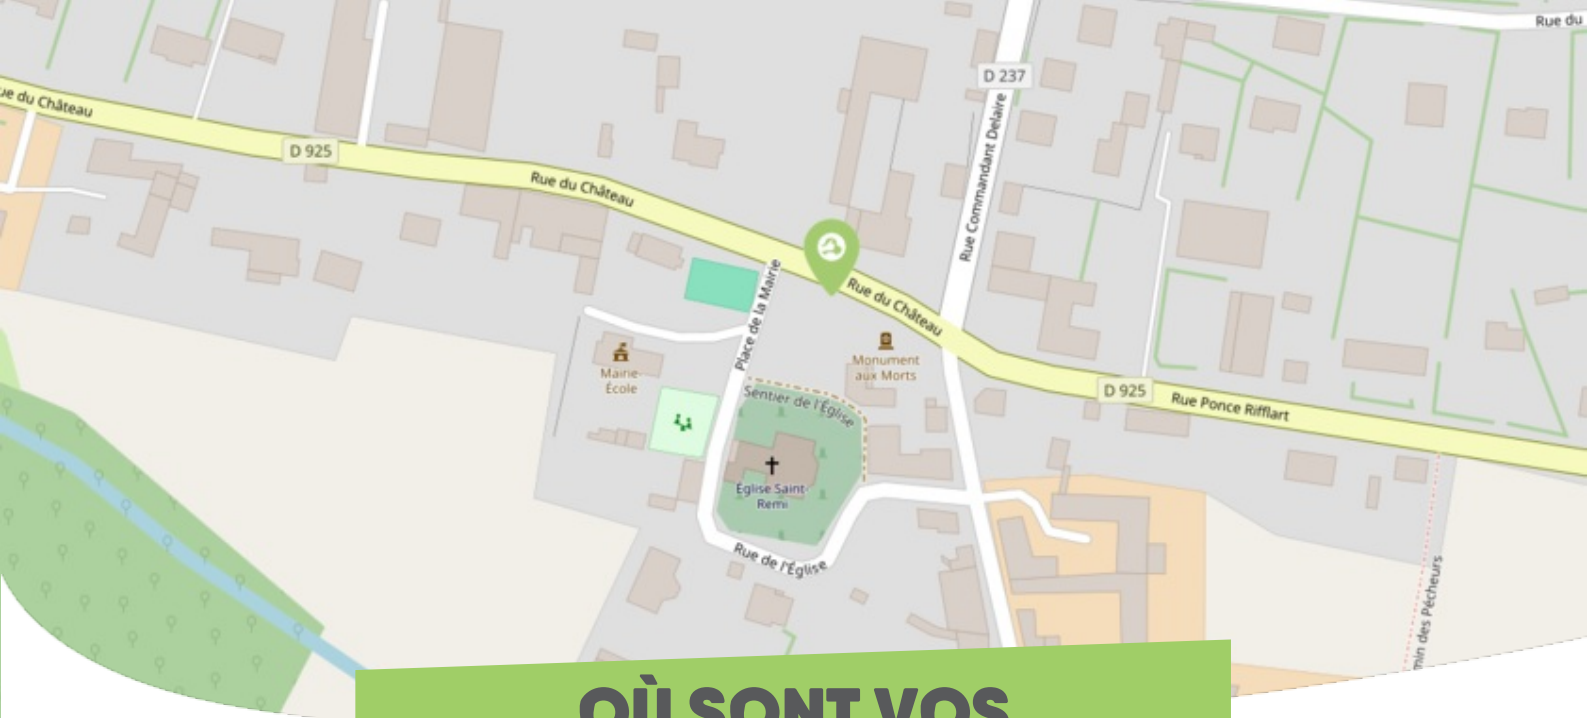 Rue du
D 237
ue du Château
D 925
Rue du Château
Rue Commandant Delaire
Place de la Mairie
Rue du Château
Monument
aux Morts
Mairie-
École
D 925
Rue Ponce Rifflart
Sentier de l'Église
Église Saint-
Remi
Rue de l'Église
min des Pécheurs
OÙ SONT VOS